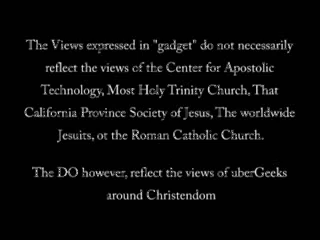 The Views expressed in "gadget" do not necessarily
reflect the views of the Center for Apostolic
Technology, Most Holy Trinity Church, That
California Province Society of Jesus, The worldwide
Jesuits, ot the Roman Catholic Church.
The DO however, reflect the views of uberGeeks
around Christendom